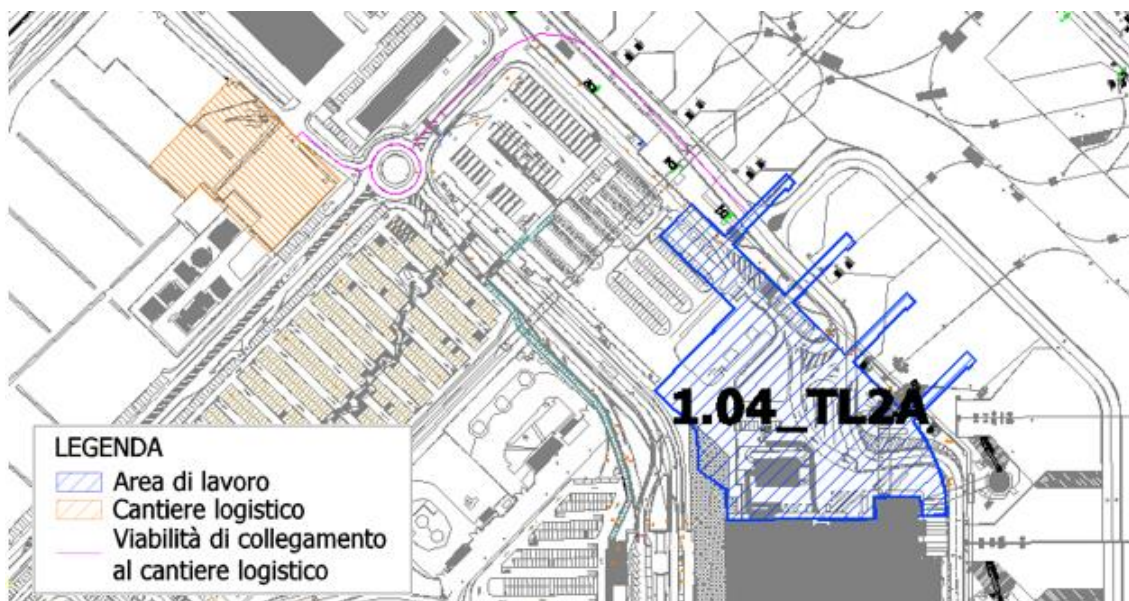 1.04_TL2A
LEGENDA
Area di lavoro
Cantiere logistico
Viabilità di collegamento
al cantiere logistico